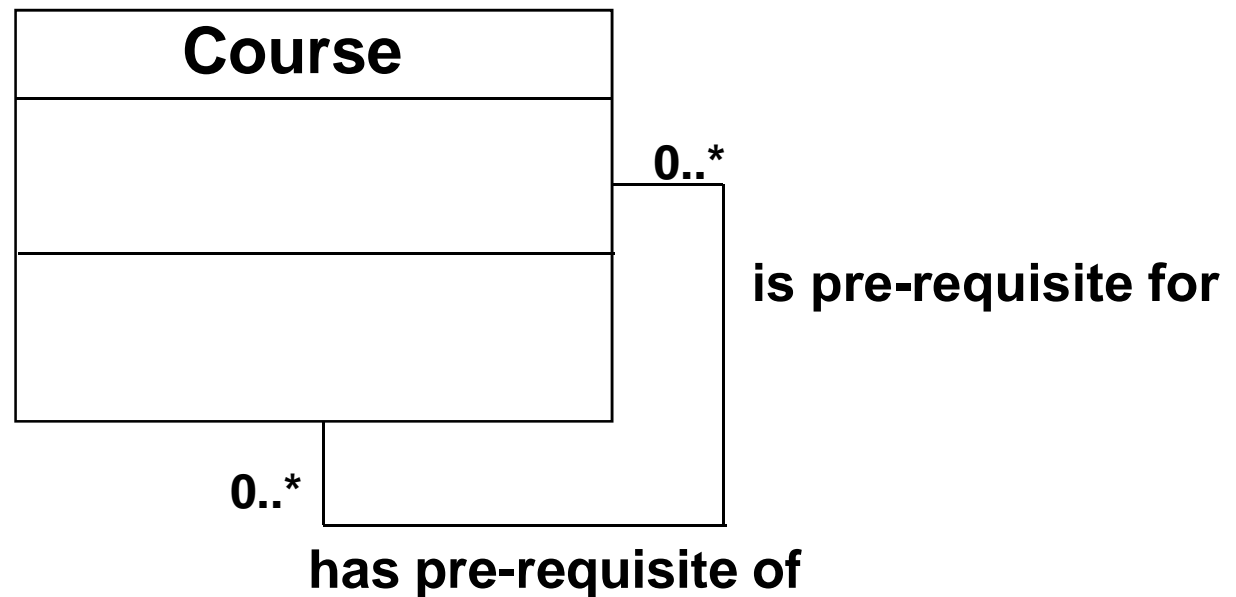 Course
0..*
is pre-requisite for
0..*
has pre-requisite of